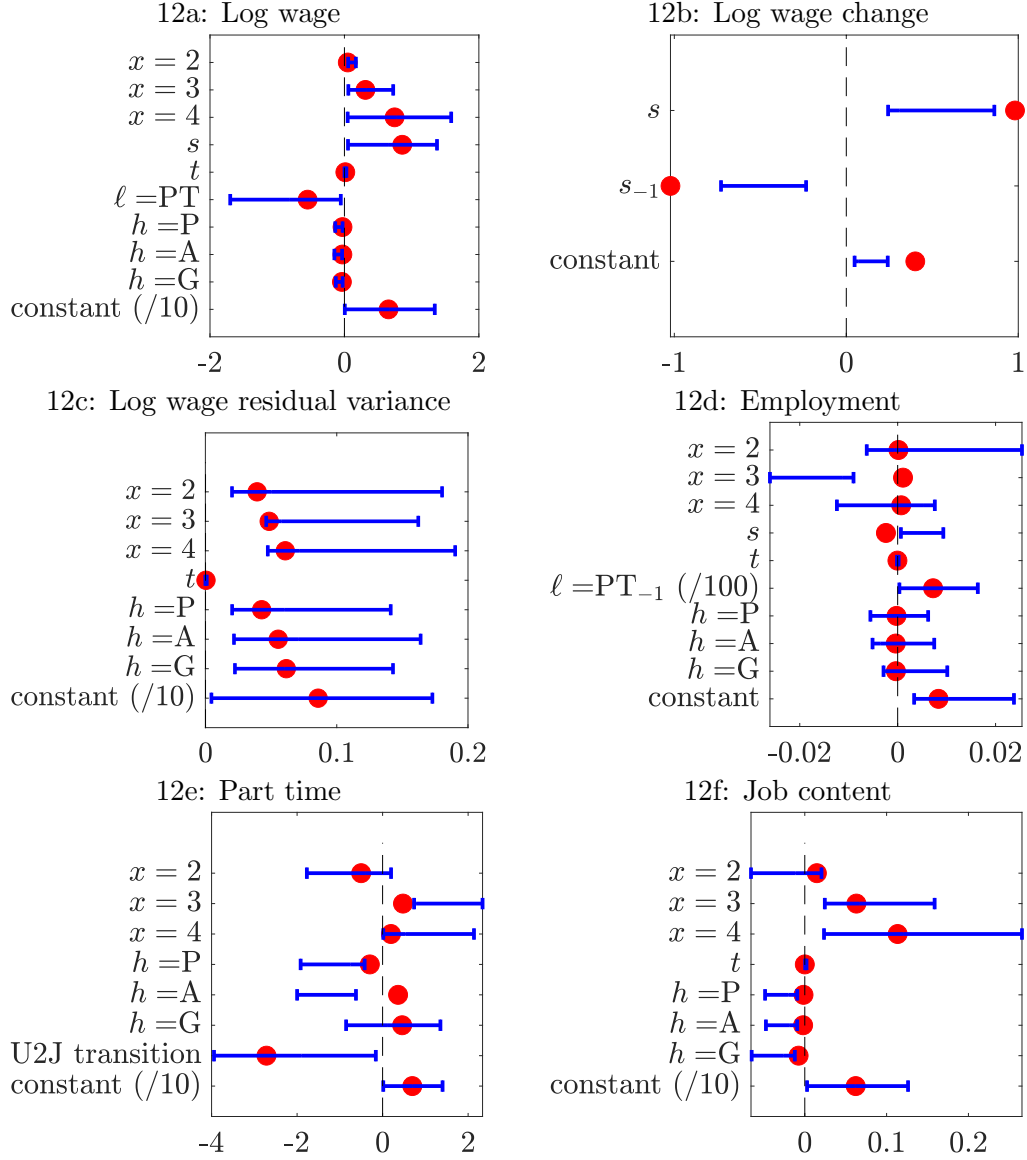 12a: Log wage
x = 2
x = 3
x = 4
s
t
ℓ =PT
h =P
h =A
h =G
constant (/10)
-2 0 2
12b: Log wage change
s
s₋₁
constant
-1 0 1
12c: Log wage residual variance
x = 2
x = 3
x = 4
t
h =P
h =A
h =G
constant (/10)
0 0.1 0.2
12d: Employment
x = 2
x = 3
x = 4
s
t
ℓ =PT₋₁ (/100)
h =P
h =A
h =G
constant
-0.02 0 0.02
12e: Part time
x = 2
x = 3
x = 4
h =P
h =A
h =G
U2J transition
constant (/10)
-4 -2 0 2
12f: Job content
x = 2
x = 3
x = 4
t
h =P
h =A
h =G
constant (/10)
0 0.1 0.2